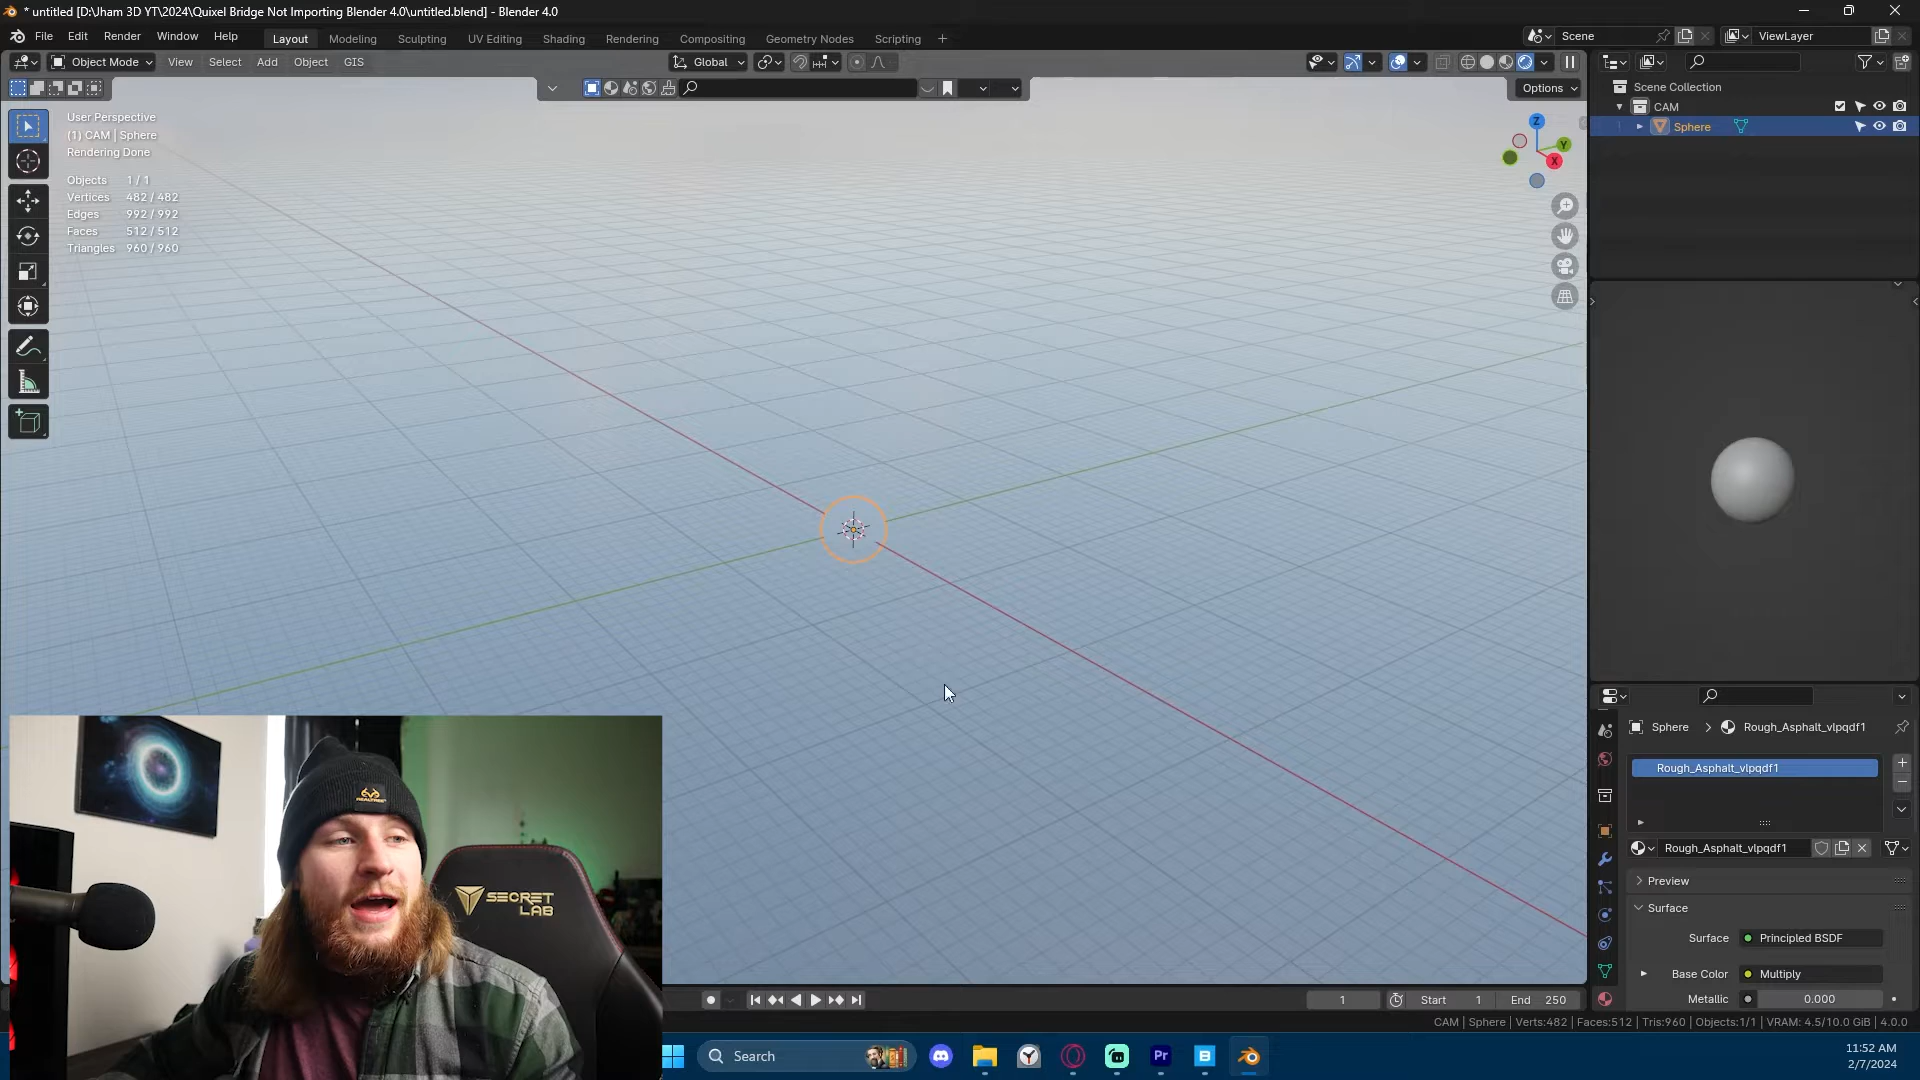 * untitled [D:\Jham 3D YT\2024\Quixel Bridge Not Importing Blender 4.0\untitled.blend] - Blender 4.0
File Edit Render Window Help
Layout Modeling Sculpting UV Editing Shading Rendering Compositing Geometry Nodes Scripting +
Scene
ViewLayer
Object Mode View Select Add Object GIS
Global
Options
User Perspective
(1) CAM | Sphere
Rendering Done
Objects 1 / 1
Vertices 482 / 482
Edges 992 / 992
Faces 512 / 512
Triangles 960 / 960
Z
Y
X
Scene Collection
CAM
Sphere
Sphere > Rough_Asphalt_vlpqdf1
Rough_Asphalt_vlpqdf1
Rough_Asphalt_vlpqdf1
Preview
Surface
Surface Principled BSDF
Base Color Multiply
Metallic 0.000
REALTREE
SECRET
LAB
1 Start 1 End 250
CAM | Sphere | Verts:482 | Faces:512 | Tris:960 | Objects:1/1 | VRAM: 4.5/10.0 GiB | 4.0.0
Search
Pr
B
11:52 AM
2/7/2024